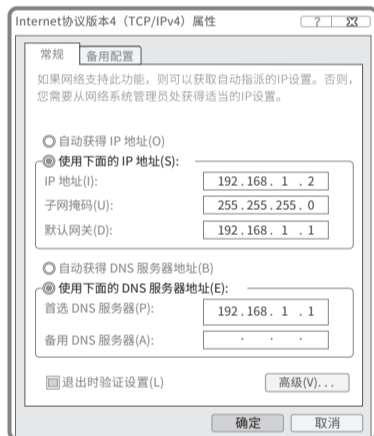 Internet协议版本4（TCP/IPv4）属性
常规 备用配置
如果网络支持此功能，则可以获取自动指派的IP设置。否则，
您需要从网络系统管理员处获得适当的IP设置。
自动获得 IP 地址(O)
使用下面的 IP 地址(S):
IP 地址(I): 192.168. 1 . 2
子网掩码(U): 255.255.255. 0
默认网关(D): 192.168. 1 . 1
自动获得 DNS 服务器地址(B)
使用下面的 DNS 服务器地址(E):
首选 DNS 服务器(P): 192.168. 1 . 1
备用 DNS 服务器(A): . . .
退出时验证设置(L) 高级(V)...
确定 取消